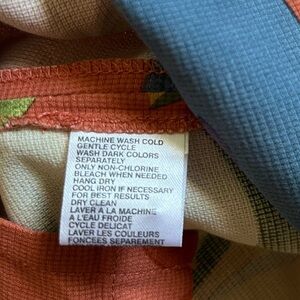 MACHINE WASH COLD
GENTLE CYCLE
WASH DARK COLORS
SEPARATELY
ONLY NON-CHLORINE
BLEACH WHEN NEEDED
HANG DRY
COOL IRON IF NECESSARY
FOR BEST RESULTS
DRY CLEAN
LAVER A LA MACHINE
A L'EAU FROIDE
CYCLE DELICAT
LAVER LES COULEURS
FONCÉES SEPAREMENT